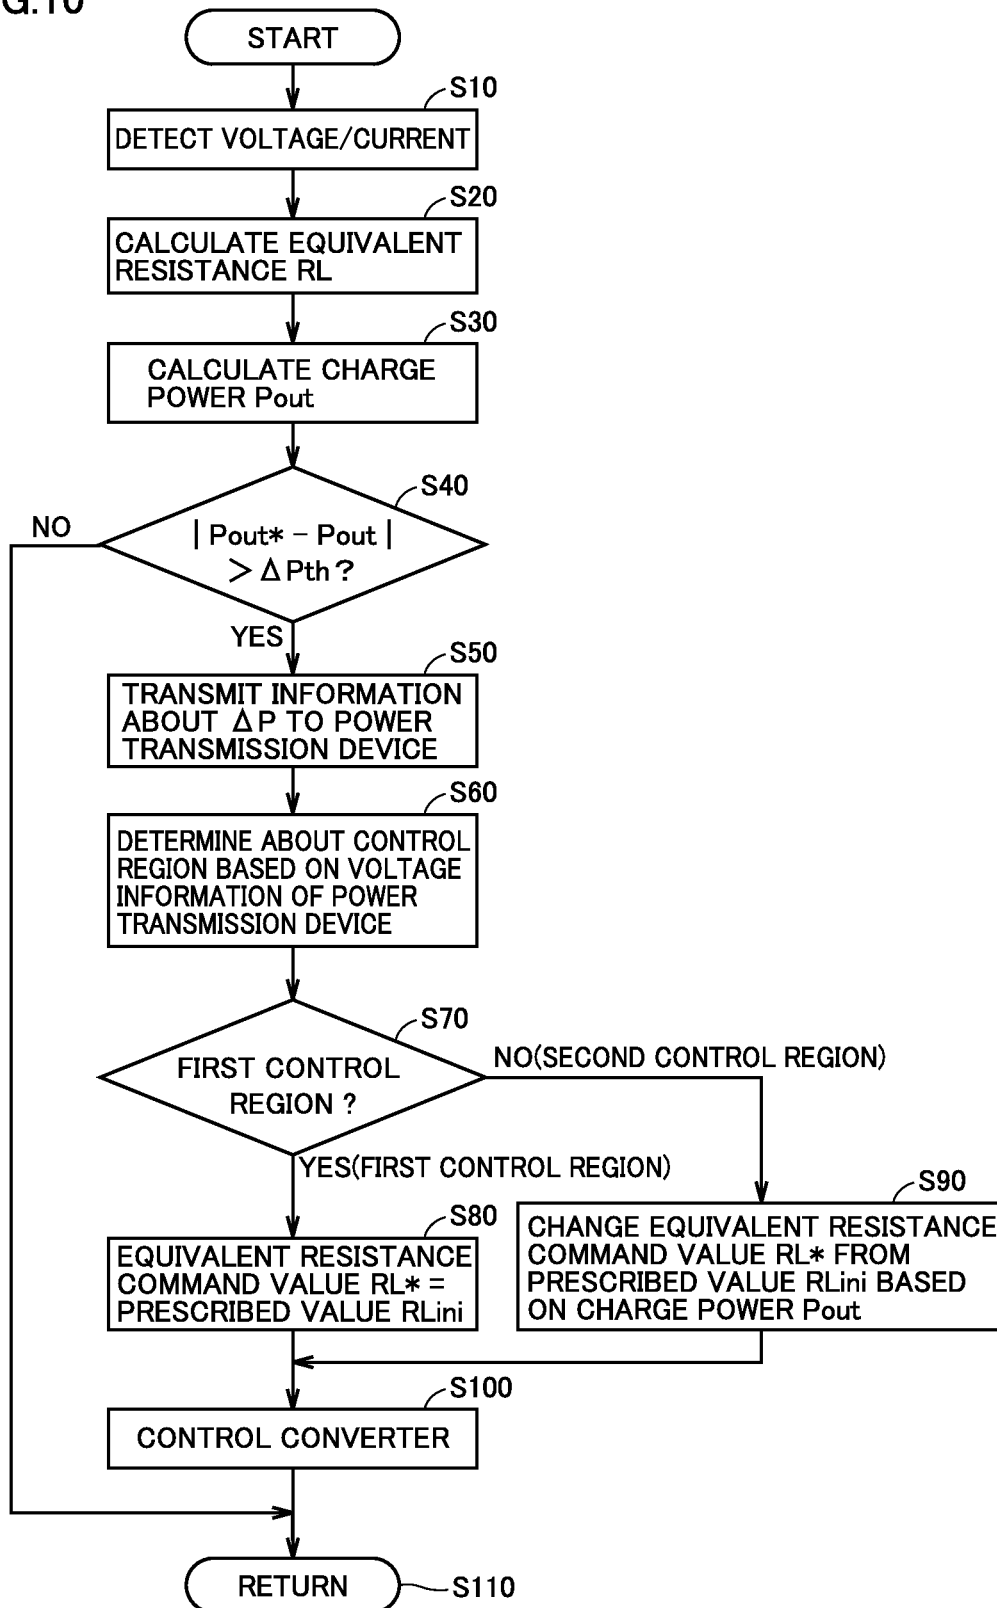 G.10
START
S10
DETECT VOLTAGE/CURRENT
S20
CALCULATE EQUIVALENT
RESISTANCE RL
S30
CALCULATE CHARGE
POWER Pout
S40
NO
| Pout* − Pout |
> Δ Pth ?
YES
S50
TRANSMIT INFORMATION
ABOUT ΔP TO POWER
TRANSMISSION DEVICE
S60
DETERMINE ABOUT CONTROL
REGION BASED ON VOLTAGE
INFORMATION OF POWER
TRANSMISSION DEVICE
S70
FIRST CONTROL
REGION ?
NO(SECOND CONTROL REGION)
YES(FIRST CONTROL REGION)
S80
EQUIVALENT RESISTANCE
COMMAND VALUE RL* =
PRESCRIBED VALUE RLini
S90
CHANGE EQUIVALENT RESISTANCE
COMMAND VALUE RL* FROM
PRESCRIBED VALUE RLini BASED
ON CHARGE POWER Pout
S100
CONTROL CONVERTER
RETURN
S110